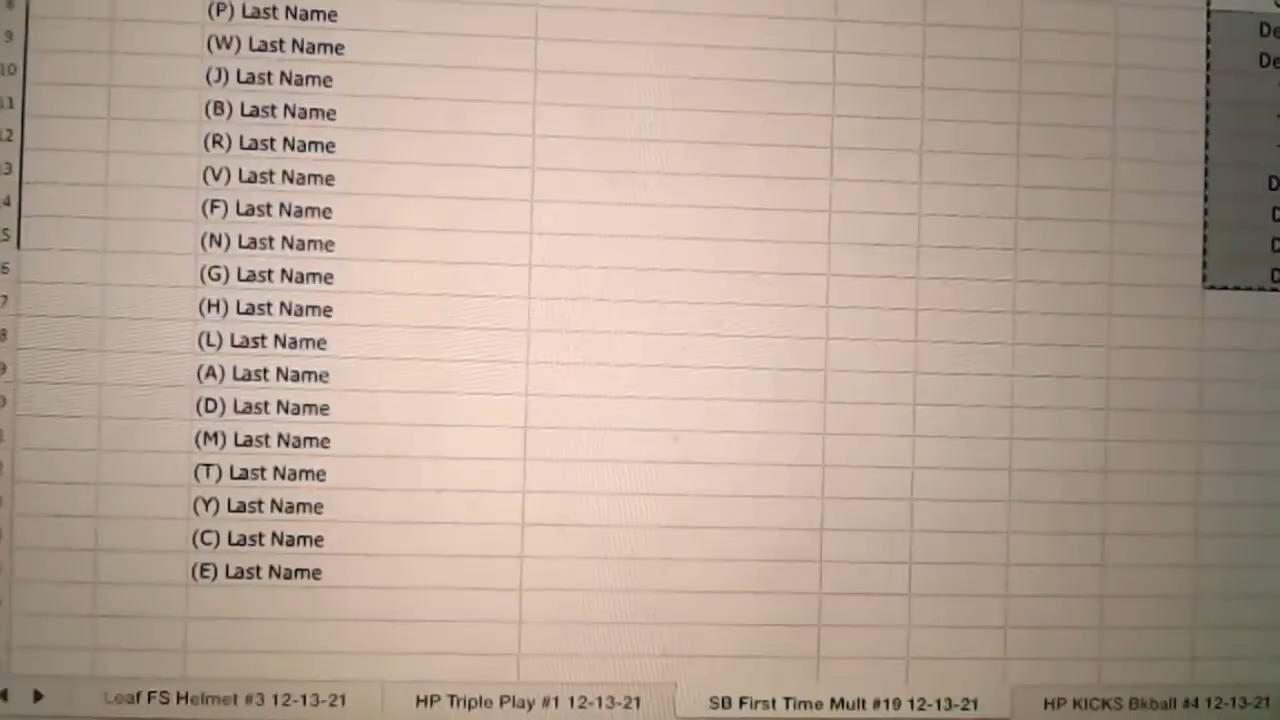 (P) Last Name
9 (W) Last Name
10 (J) Last Name
11 (B) Last Name
(R) Last Name
(V) Last Name
(F) Last Name
(N) Last Name
(G) Last Name
(H) Last Name
(L) Last Name
(A) Last Name
(D) Last Name
(M) Last Name
(T) Last Name
(Y) Last Name
(C) Last Name
(E) Last Name
Leaf FS Helmet #3 12-13-21 HP Triple Play #1 12-13-21 SB First Time Mult #19 12-13-21 HP KICKS Bkball #4 12-13-21